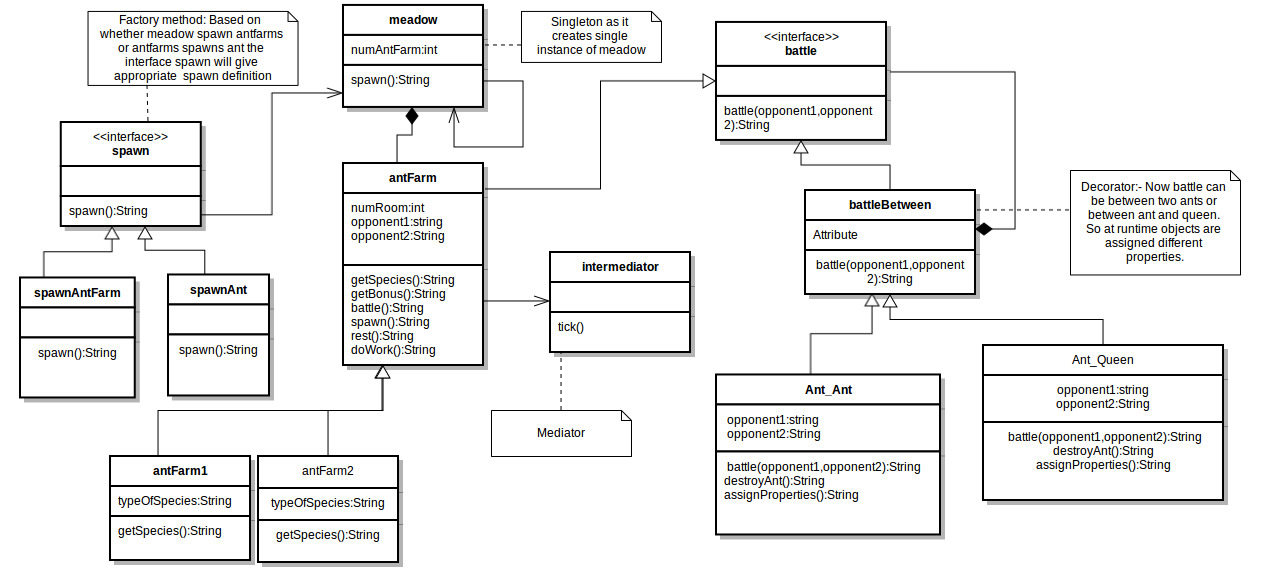 Factory method: Based on
whether meadow spawn antfarms
or antfarms spawns ant the
interface spawn will give
appropriate spawn definition
meadow
numAntFarm:int
spawn():String
Singleton as it
creates single
instance of meadow
<<interface>>
battle
battle(opponent1,opponent
2):String
<<interface>>
spawn
spawn():String
antFarm
numRoom:int
opponent1:string
opponent2:String
getSpecies():String
getBonus():String
battle():String
spawn():String
rest():String
doWork():String
battleBetween
Attribute
battle(opponent1,opponent
2):String
Decorator:- Now battle can
be between two ants or
between ant and queen.
So at runtime objects are
assigned different
properties.
spawnAntFarm
spawn():String
spawnAnt
spawn():String
intermediator
tick()
Mediator
Ant_Ant
opponent1:string
opponent2:String
battle(opponent1,opponent2):String
destroyAnt():String
assignProperties():String
Ant_Queen
opponent1:string
opponent2:String
battle(opponent1,opponent2):String
destroyAnt():String
assignProperties():String
antFarm1
typeOfSpecies:String
getSpecies():String
antFarm2
typeOfSpecies:String
getSpecies():String